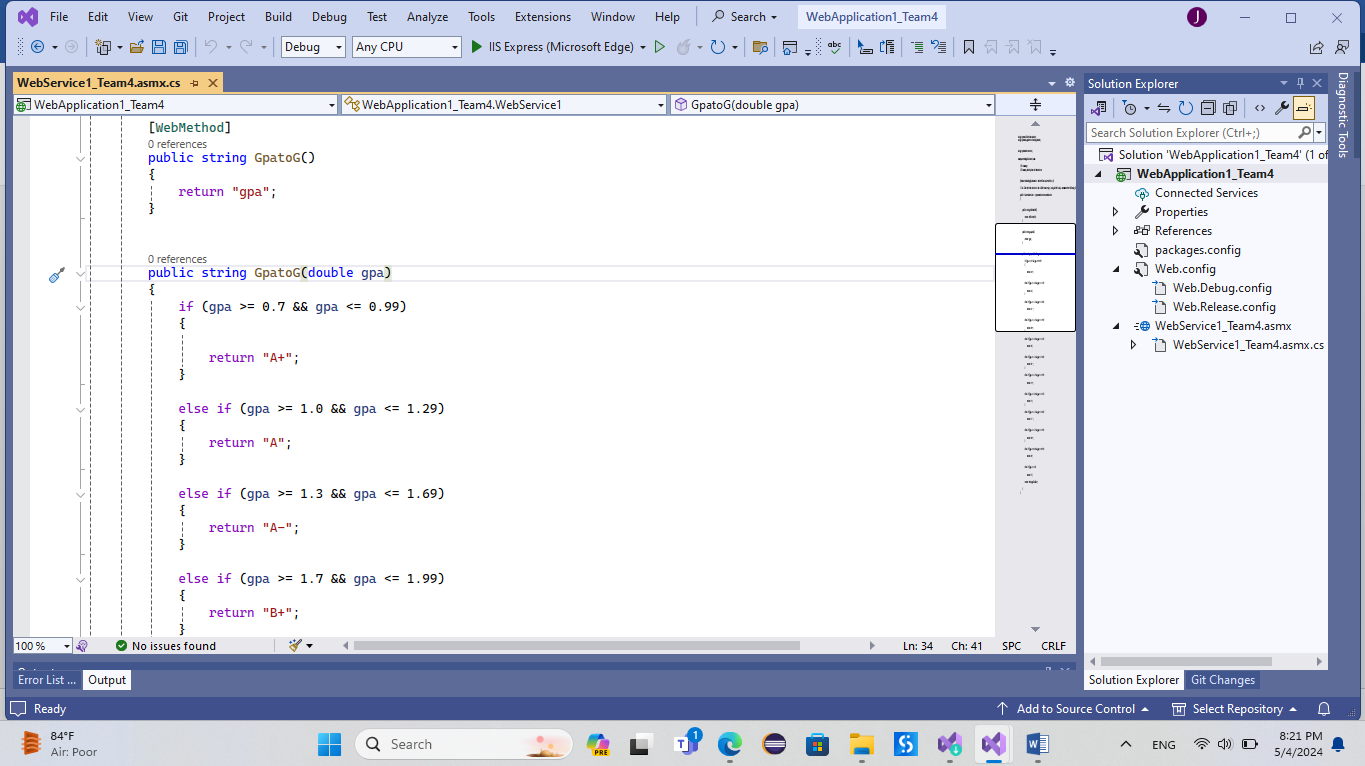 File Edit View Git Project Build Debug Test Analyze Tools Extensions Window Help Search WebApplication1_Team4 J
Debug Any CPU IIS Express (Microsoft Edge)
WebService1_Team4.asmx.cs
WebApplication1_Team4 WebApplication1_Team4.WebService1 GpatoG(double gpa)
[WebMethod]
0 references
public string GpatoG()
{
return "gpa";
}
0 references
public string GpatoG(double gpa)
{
if (gpa >= 0.7 && gpa <= 0.99)
{
return "A+";
}
else if (gpa >= 1.0 && gpa <= 1.29)
{
return "A";
}
else if (gpa >= 1.3 && gpa <= 1.69)
{
return "A-";
}
else if (gpa >= 1.7 && gpa <= 1.99)
{
return "B+";
}
100 % No issues found Ln: 34 Ch: 41 SPC CRLF
Error List ... Output
Solution Explorer
Search Solution Explorer (Ctrl+;)
Solution 'WebApplication1_Team4' (1 of
WebApplication1_Team4
Connected Services
Properties
References
packages.config
Web.config
Web.Debug.config
Web.Release.config
WebService1_Team4.asmx
WebService1_Team4.asmx.cs
Solution Explorer Git Changes
Diagnostic Tools
Ready Add to Source Control Select Repository
84°F
Air: Poor
Search
PRE
1
ENG
8:21 PM
5/4/2024